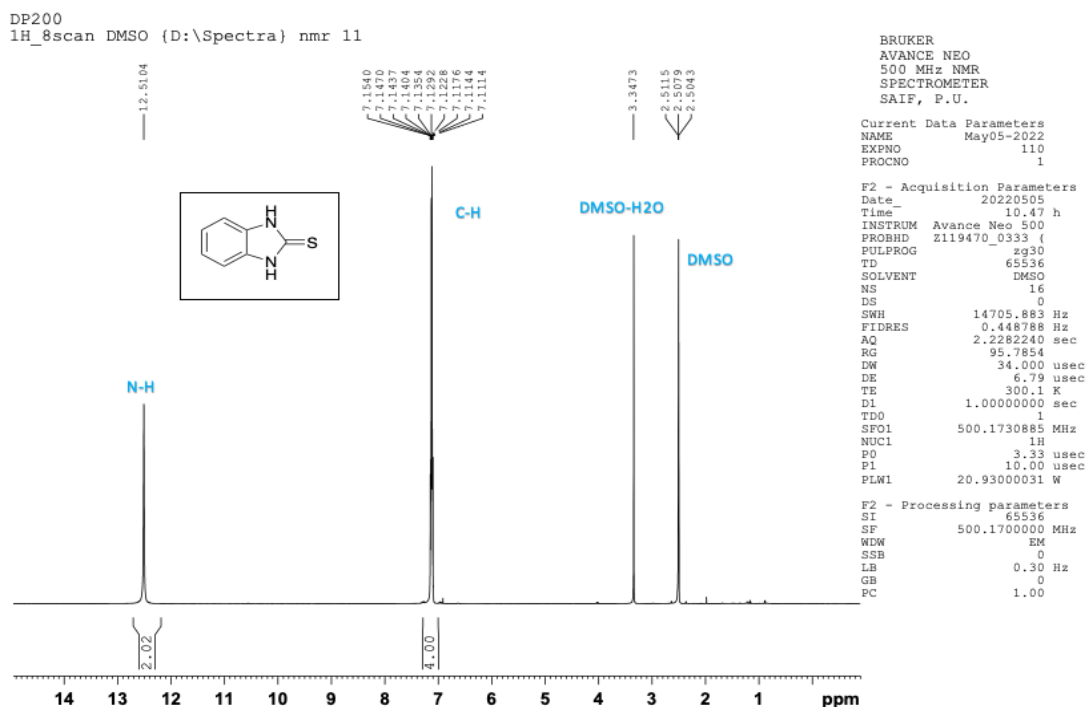 DP200
1H_8scan DMSO {D:\Spectra} nmr 11
12.5104
7.1540
7.1470
7.1437
7.1404
7.1354
7.1292
7.1228
7.1176
7.1144
7.1114
3.3473
2.5115
2.5079
2.5043
H
N
S
N
H
C-H
DMSO-H2O
DMSO
N-H
2.02
4.00
14 13 12 11 10 9 8 7 6 5 4 3 2 1 ppm
BRUKER
AVANCE NEO
500 MHz NMR
SPECTROMETER
SAIF, P.U.
Current Data Parameters
NAME May05-2022
EXPNO 110
PROCNO 1
F2 - Acquisition Parameters
Date_ 20220505
Time 10.47 h
INSTRUM Avance Neo 500
PROBHD Z119470_0333 (
PULPROG zg30
TD 65536
SOLVENT DMSO
NS 16
DS 0
SWH 14705.883 Hz
FIDRES 0.448788 Hz
AQ 2.2282240 sec
RG 95.7854
DW 34.000 usec
DE 6.79 usec
TE 300.1 K
D1 1.00000000 sec
TD0 1
SFO1 500.1730885 MHz
NUC1 1H
P0 3.33 usec
P1 10.00 usec
PLW1 20.93000031 W
F2 - Processing parameters
SI 65536
SF 500.1700000 MHz
WDW EM
SSB 0
LB 0.30 Hz
GB 0
PC 1.00